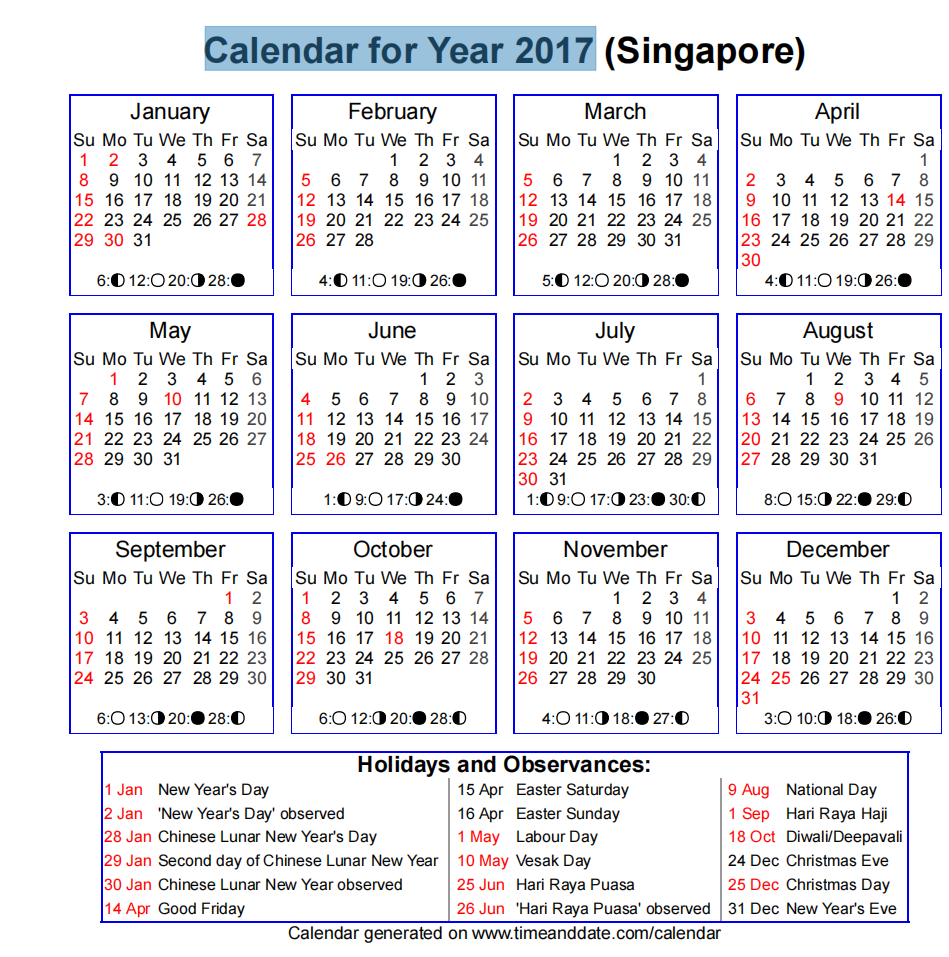 Calendar for Year 2017 (Singapore)
January
Su Mo Tu We Th Fr Sa
1 2 3 4 5 6 7
8 9 10 11 12 13 14
15 16 17 18 19 20 21
22 23 24 25 26 27 28
29 30 31
6:◐ 12:○ 20:◑ 28:●
February
Su Mo Tu We Th Fr Sa
1 2 3 4
5 6 7 8 9 10 11
12 13 14 15 16 17 18
19 20 21 22 23 24 25
26 27 28
4:◐ 11:○ 19:◑ 26:●
March
Su Mo Tu We Th Fr Sa
1 2 3 4
5 6 7 8 9 10 11
12 13 14 15 16 17 18
19 20 21 22 23 24 25
26 27 28 29 30 31
5:◐ 12:○ 20:◑ 28:●
April
Su Mo Tu We Th Fr Sa
1
2 3 4 5 6 7 8
9 10 11 12 13 14 15
16 17 18 19 20 21 22
23 24 25 26 27 28 29
30
4:◐ 11:○ 19:◑ 26:●
May
Su Mo Tu We Th Fr Sa
1 2 3 4 5 6
7 8 9 10 11 12 13
14 15 16 17 18 19 20
21 22 23 24 25 26 27
28 29 30 31
3:◐ 11:○ 19:◑ 26:●
June
Su Mo Tu We Th Fr Sa
1 2 3
4 5 6 7 8 9 10
11 12 13 14 15 16 17
18 19 20 21 22 23 24
25 26 27 28 29 30
1:◐ 9:○ 17:◑ 24:●
July
Su Mo Tu We Th Fr Sa
1
2 3 4 5 6 7 8
9 10 11 12 13 14 15
16 17 18 19 20 21 22
23 24 25 26 27 28 29
30 31
1:◐ 9:○ 17:◑ 23:● 30:◐
August
Su Mo Tu We Th Fr Sa
1 2 3 4 5
6 7 8 9 10 11 12
13 14 15 16 17 18 19
20 21 22 23 24 25 26
27 28 29 30 31
8:○ 15:◑ 22:● 29:◐
September
Su Mo Tu We Th Fr Sa
1 2
3 4 5 6 7 8 9
10 11 12 13 14 15 16
17 18 19 20 21 22 23
24 25 26 27 28 29 30
6:○ 13:◑ 20:● 28:◐
October
Su Mo Tu We Th Fr Sa
1 2 3 4 5 6 7
8 9 10 11 12 13 14
15 16 17 18 19 20 21
22 23 24 25 26 27 28
29 30 31
6:○ 12:◑ 20:● 28:◐
November
Su Mo Tu We Th Fr Sa
1 2 3 4
5 6 7 8 9 10 11
12 13 14 15 16 17 18
19 20 21 22 23 24 25
26 27 28 29 30
4:○ 11:◑ 18:● 27:◐
December
Su Mo Tu We Th Fr Sa
1 2
3 4 5 6 7 8 9
10 11 12 13 14 15 16
17 18 19 20 21 22 23
24 25 26 27 28 29 30
31
3:○ 10:◑ 18:● 26:◐
Holidays and Observances:
1 Jan New Year's Day
2 Jan 'New Year's Day' observed
28 Jan Chinese Lunar New Year's Day
29 Jan Second day of Chinese Lunar New Year
30 Jan Chinese Lunar New Year observed
14 Apr Good Friday
15 Apr Easter Saturday
16 Apr Easter Sunday
1 May Labour Day
10 May Vesak Day
25 Jun Hari Raya Puasa
26 Jun 'Hari Raya Puasa' observed
9 Aug National Day
1 Sep Hari Raya Haji
18 Oct Diwali/Deepavali
24 Dec Christmas Eve
25 Dec Christmas Day
31 Dec New Year's Eve
Calendar generated on www.timeanddate.com/calendar